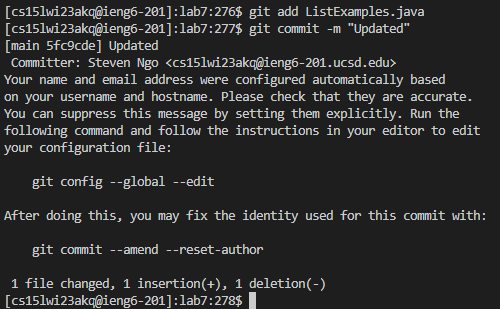 [cs15lwi23akq@ieng6-201]:lab7:276$ git add ListExamples.java
[cs15lwi23akq@ieng6-201]:lab7:277$ git commit -m "Updated"
[main 5fc9cde] Updated
 Committer: Steven Ngo <cs15lwi23akq@ieng6-201.ucsd.edu>
Your name and email address were configured automatically based
on your username and hostname. Please check that they are accurate.
You can suppress this message by setting them explicitly. Run the
following command and follow the instructions in your editor to edit
your configuration file:

    git config --global --edit

After doing this, you may fix the identity used for this commit with:

    git commit --amend --reset-author

 1 file changed, 1 insertion(+), 1 deletion(-)
[cs15lwi23akq@ieng6-201]:lab7:278$